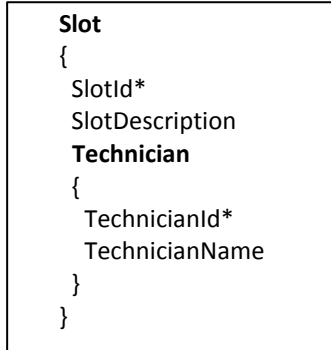 Slot
{
SlotId*
SlotDescription
Technician
{
TechnicianId*
TechnicianName
}
}